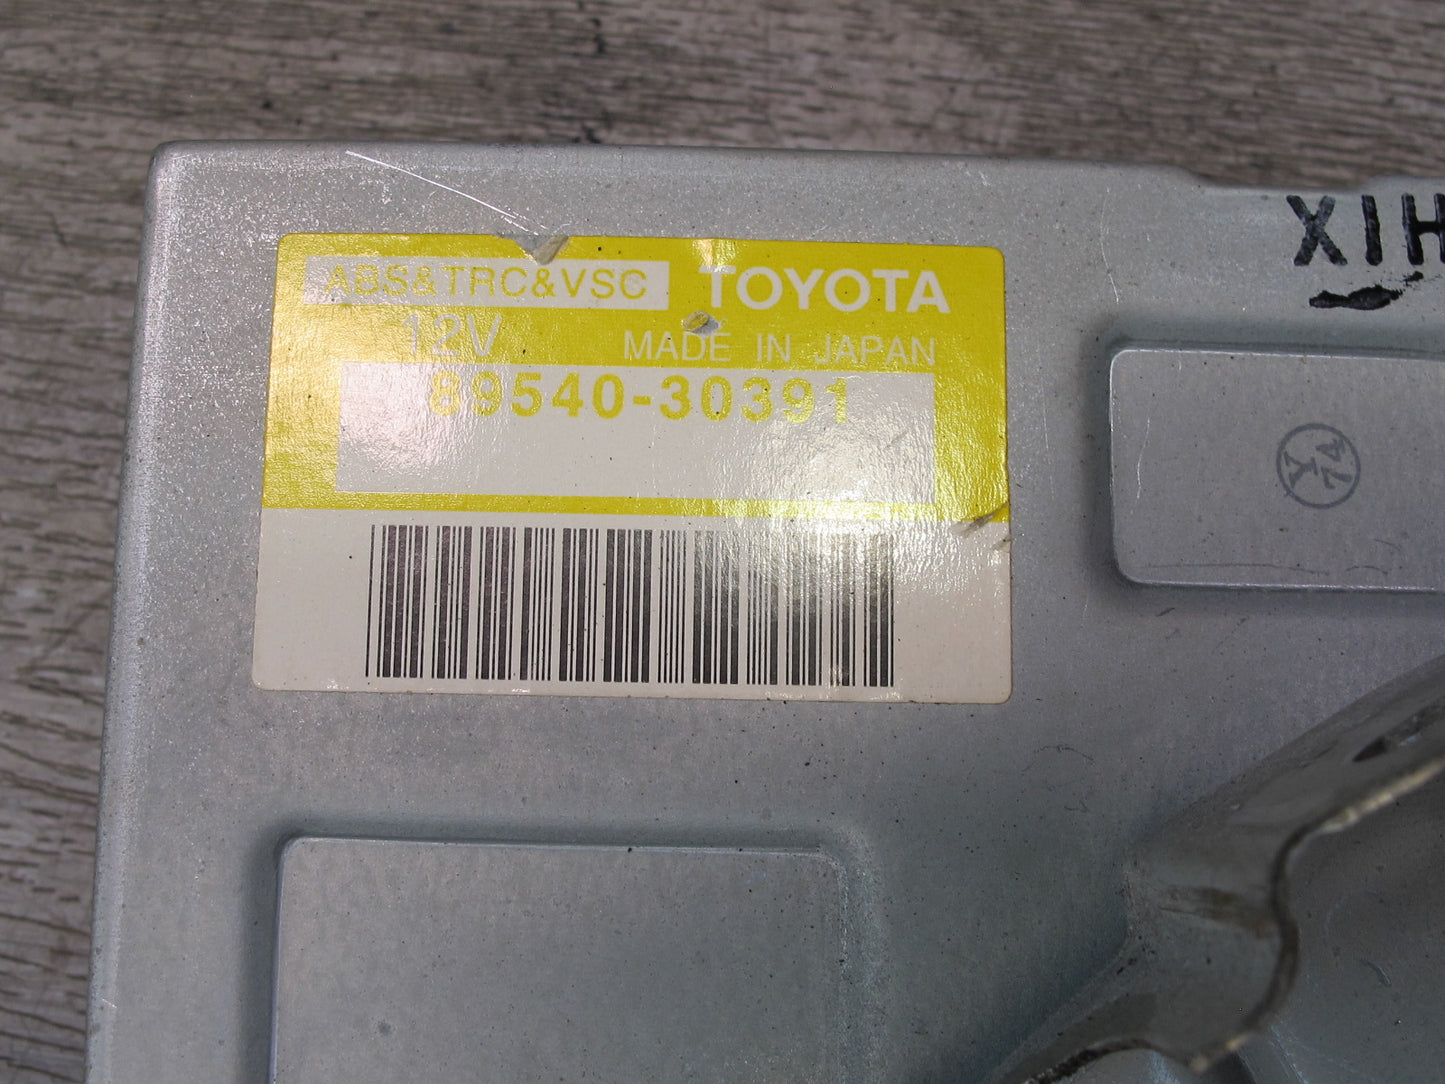 ABS&TRC&VSC TOYOTA
12V MADE IN JAPAN
89540-30391
XIH